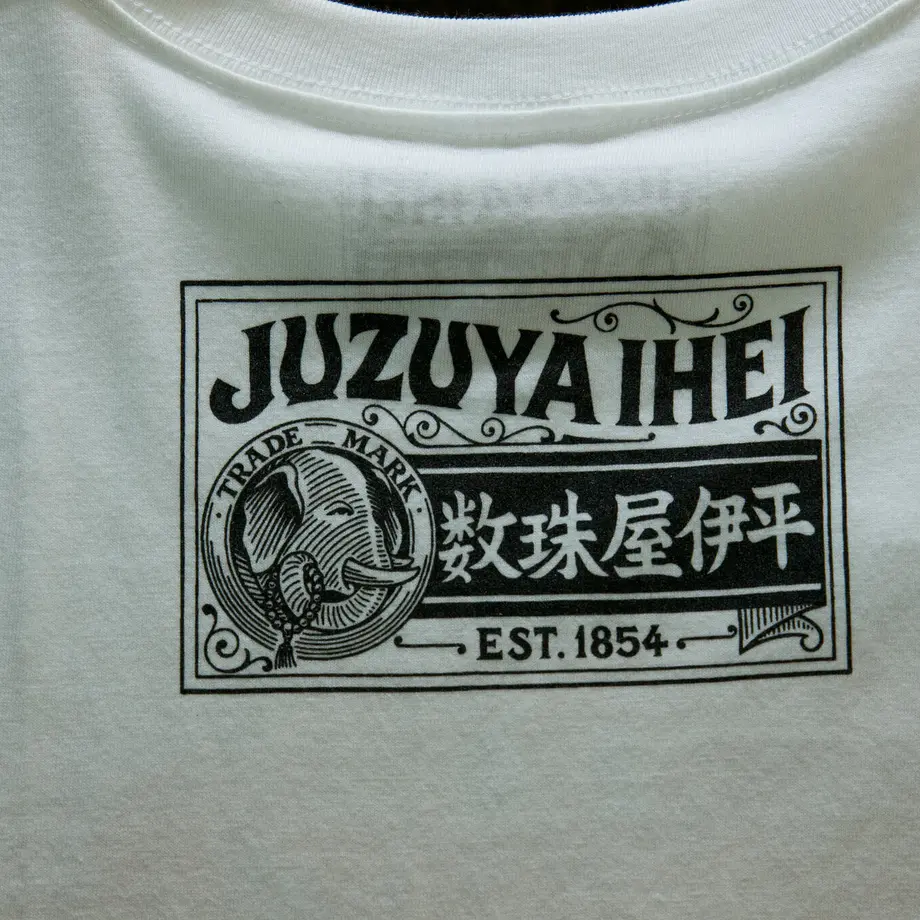 JUZUYA IHEI
TRADE MARK
数珠屋伊平
EST. 1854